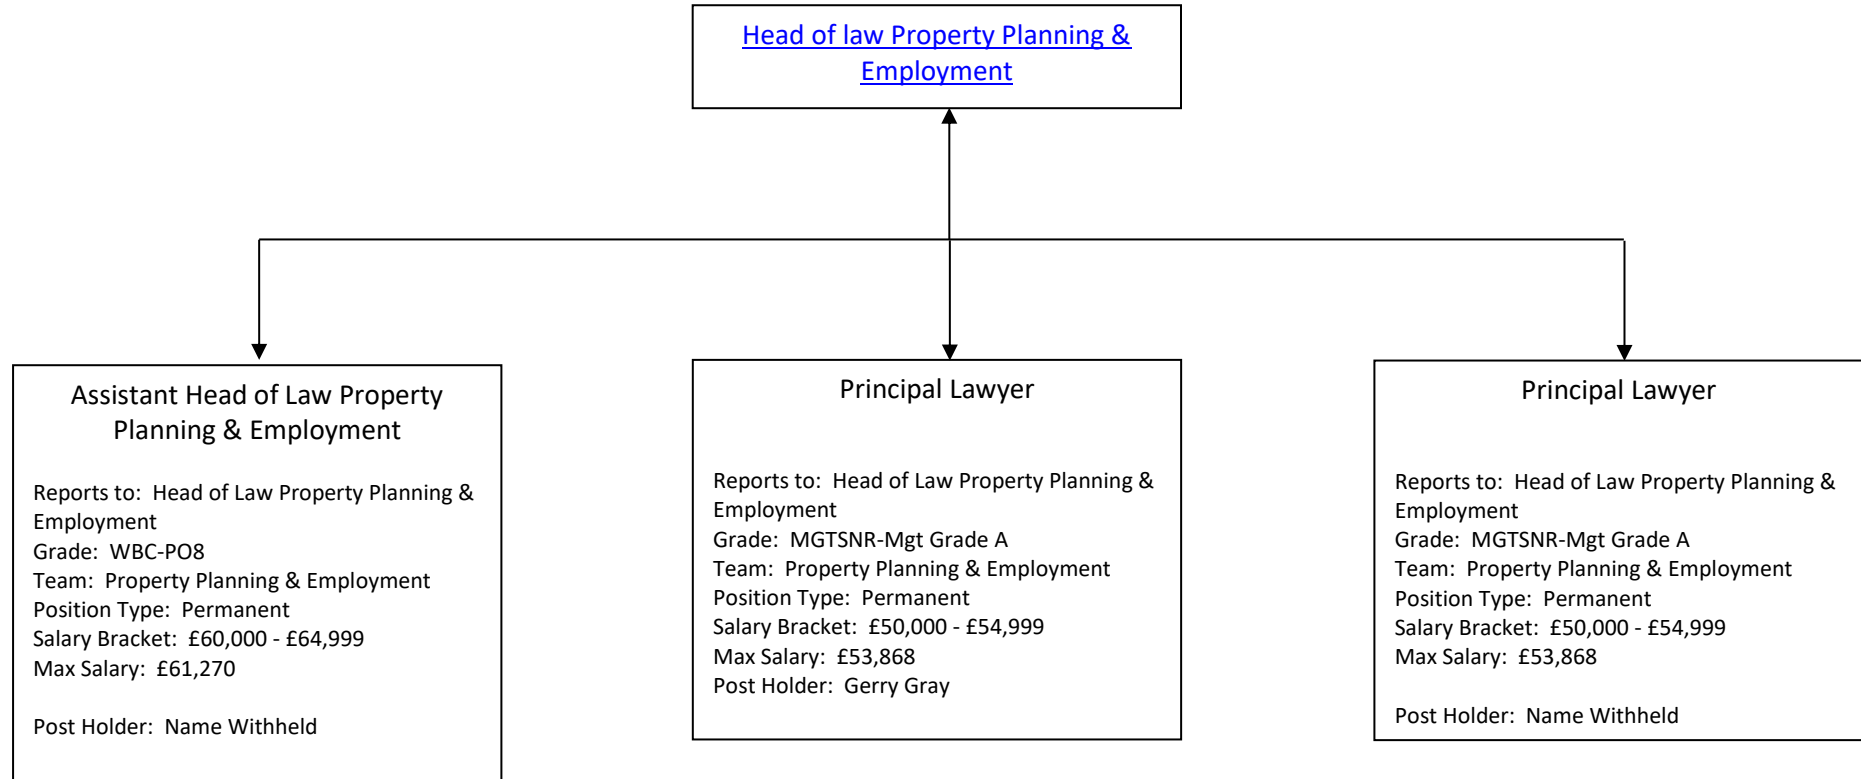 Head of law Property Planning &
Employment
Assistant Head of Law Property
Planning & Employment
Reports to:  Head of Law Property Planning &
Employment
Grade:  WBC-PO8
Team:  Property Planning & Employment
Position Type:  Permanent
Salary Bracket:  £60,000 - £64,999
Max Salary:  £61,270
Post Holder:  Name Withheld
Principal Lawyer
Reports to:  Head of Law Property Planning &
Employment
Grade:  MGTSNR-Mgt Grade A
Team:  Property Planning & Employment
Position Type:  Permanent
Salary Bracket:  £50,000 - £54,999
Max Salary:  £53,868
Post Holder:  Gerry Gray
Principal Lawyer
Reports to:  Head of Law Property Planning &
Employment
Grade:  MGTSNR-Mgt Grade A
Team:  Property Planning & Employment
Position Type:  Permanent
Salary Bracket:  £50,000 - £54,999
Max Salary:  £53,868
Post Holder:  Name Withheld